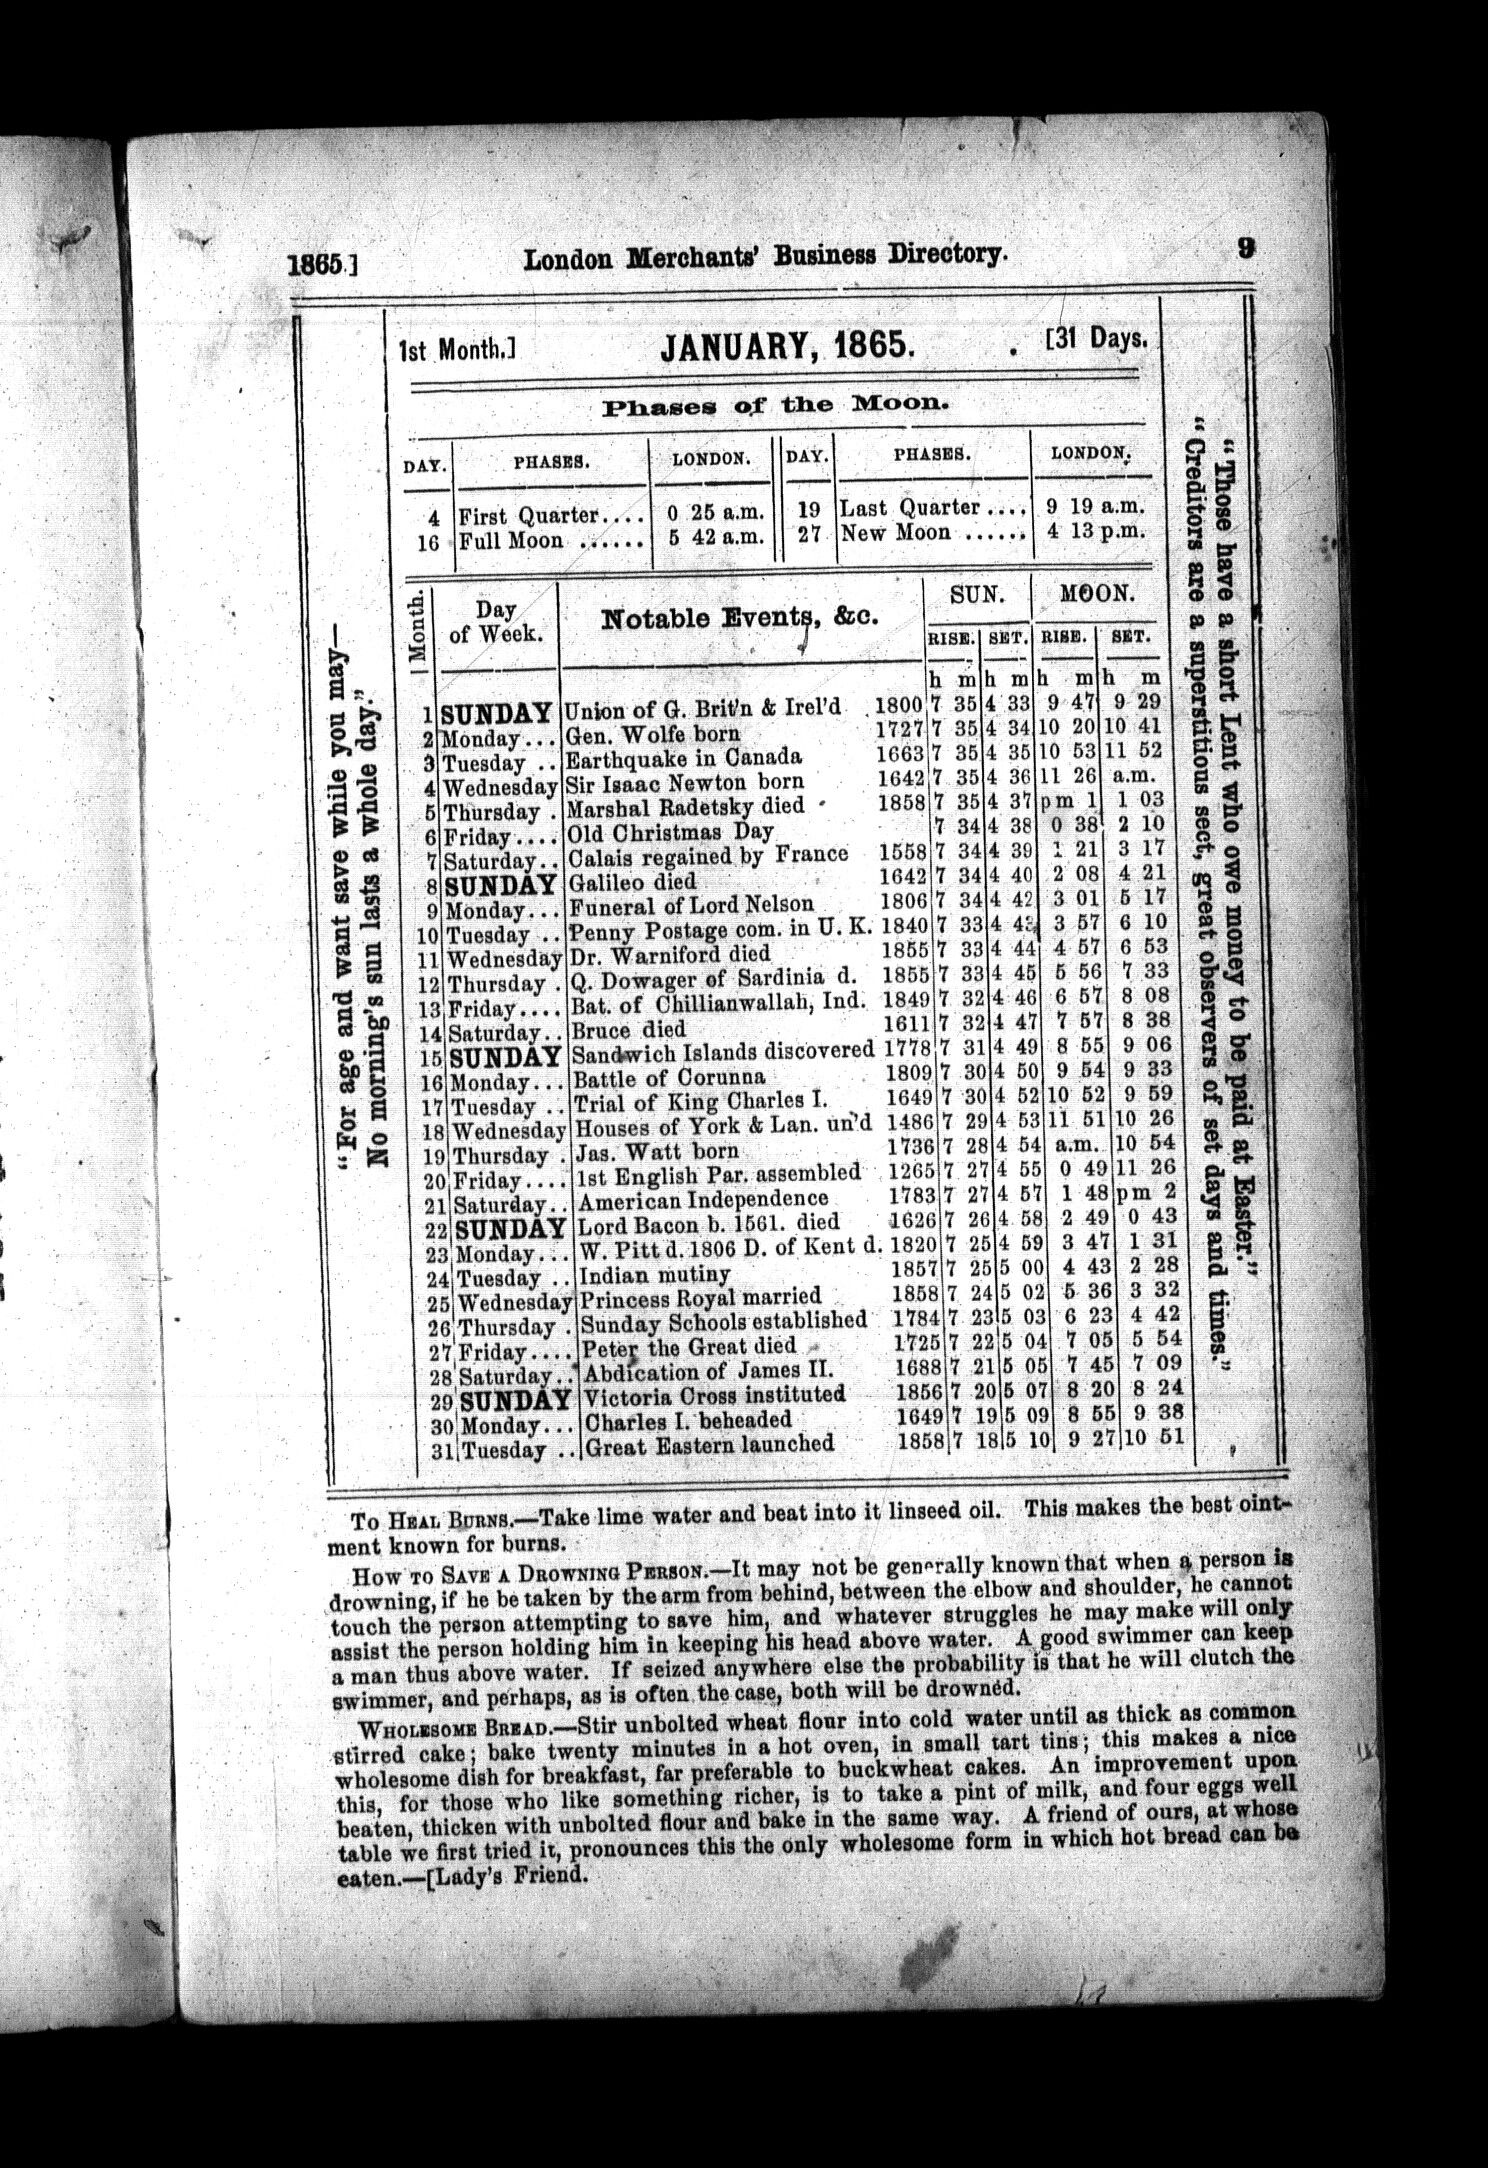 1865.] London Merchants' Business Directory. 9
1st Month.] JANUARY, 1865. [31 Days.
Phases of the Moon.
DAY. PHASES. LONDON. DAY. PHASES. LONDON.
4 First Quarter.... 0 25 a.m. 19 Last Quarter.... 9 19 a.m.
16 Full Moon ...... 5 42 a.m. 27 New Moon ...... 4 13 p.m.
Month. Day of Week. Notable Events, &c. SUN. MOON.
RISE. SET. RISE. SET.
h m h m h m h m
1 SUNDAY Union of G. Brit'n & Irel'd 1800 7 35 4 33 9 47 9 29
2 Monday... Gen. Wolfe born 1727 7 35 4 34 10 20 10 41
3 Tuesday .. Earthquake in Canada 1663 7 35 4 35 10 53 11 52
4 Wednesday Sir Isaac Newton born 1642 7 35 4 36 11 26 a.m.
5 Thursday . Marshal Radetsky died 1858 7 35 4 37 pm 1 1 03
6 Friday.... Old Christmas Day 7 34 4 38 0 38 2 10
7 Saturday.. Calais regained by France 1558 7 34 4 39 1 21 3 17
8 SUNDAY Galileo died 1642 7 34 4 40 2 08 4 21
9 Monday... Funeral of Lord Nelson 1806 7 34 4 42 3 01 5 17
10 Tuesday .. Penny Postage com. in U. K. 1840 7 33 4 43 3 57 6 10
11 Wednesday Dr. Warniford died 1855 7 33 4 44 4 57 6 53
12 Thursday . Q. Dowager of Sardinia d. 1855 7 33 4 45 5 56 7 33
13 Friday.... Bat. of Chillianwallah, Ind. 1849 7 32 4 46 6 57 8 08
14 Saturday.. Bruce died 1611 7 32 4 47 7 57 8 38
15 SUNDAY Sandwich Islands discovered 1778 7 31 4 49 8 55 9 06
16 Monday... Battle of Corunna 1809 7 30 4 50 9 54 9 33
17 Tuesday .. Trial of King Charles I. 1649 7 30 4 52 10 52 9 59
18 Wednesday Houses of York & Lan. un'd 1486 7 29 4 53 11 51 10 26
19 Thursday . Jas. Watt born 1736 7 28 4 54 a.m. 10 54
20 Friday.... 1st English Par. assembled 1265 7 27 4 55 0 49 11 26
21 Saturday.. American Independence 1783 7 27 4 57 1 48 pm 2
22 SUNDAY Lord Bacon b. 1561. died 1626 7 26 4 58 2 49 0 43
23 Monday... W. Pitt d. 1806 D. of Kent d. 1820 7 25 4 59 3 47 1 31
24 Tuesday .. Indian mutiny 1857 7 25 5 00 4 43 2 28
25 Wednesday Princess Royal married 1858 7 24 5 02 5 36 3 32
26 Thursday . Sunday Schools established 1784 7 23 5 03 6 23 4 42
27 Friday.... Peter the Great died 1725 7 22 5 04 7 05 5 54
28 Saturday.. Abdication of James II. 1688 7 21 5 05 7 45 7 09
29 SUNDAY Victoria Cross instituted 1856 7 20 5 07 8 20 8 24
30 Monday... Charles I. beheaded 1649 7 19 5 09 8 55 9 38
31 Tuesday .. Great Eastern launched 1858 7 18 5 10 9 27 10 51
"For age and want save while you may—
No morning's sun lasts a whole day."
"Those have a short Lent who owe money to be paid at Easter."
"Creditors are a superstitious sect, great observers of set days and times."
TO HEAL BURNS.—Take lime water and beat into it linseed oil. This makes the best oint-
ment known for burns.
HOW TO SAVE A DROWNING PERSON.—It may not be generally known that when a person is
drowning, if he be taken by the arm from behind, between the elbow and shoulder, he cannot
touch the person attempting to save him, and whatever struggles he may make will only
assist the person holding him in keeping his head above water. A good swimmer can keep
a man thus above water. If seized anywhere else the probability is that he will clutch the
swimmer, and perhaps, as is often the case, both will be drowned.
WHOLESOME BREAD.—Stir unbolted wheat flour into cold water until as thick as common
stirred cake; bake twenty minutes in a hot oven, in small tart tins; this makes a nice
wholesome dish for breakfast, far preferable to buckwheat cakes. An improvement upon
this, for those who like something richer, is to take a pint of milk, and four eggs well
beaten, thicken with unbolted flour and bake in the same way. A friend of ours, at whose
table we first tried it, pronounces this the only wholesome form in which hot bread can be
eaten.—[Lady's Friend.